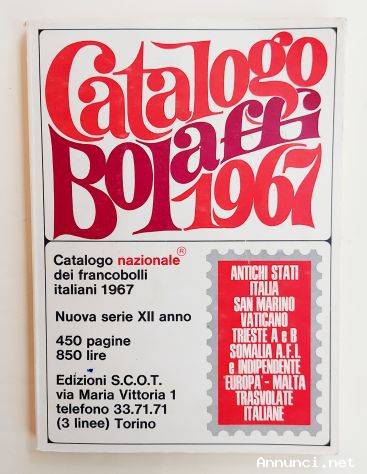 Catalogo
Bolaffi
1967
Catalogo nazionale®
dei francobolli
italiani 1967
Nuova serie XII anno
450 pagine
850 lire
Edizioni S.C.O.T.
via Maria Vittoria 1
telefono 33.71.71
(3 linee) Torino
ANTICHI STATI
ITALIA
SAN MARINO
VATICANO
TRIESTE A e B
SOMALIA A.F.I.
e INDIPENDENTE
"EUROPA" - MALTA
TRASVOLATE
ITALIANE
Annunci.net